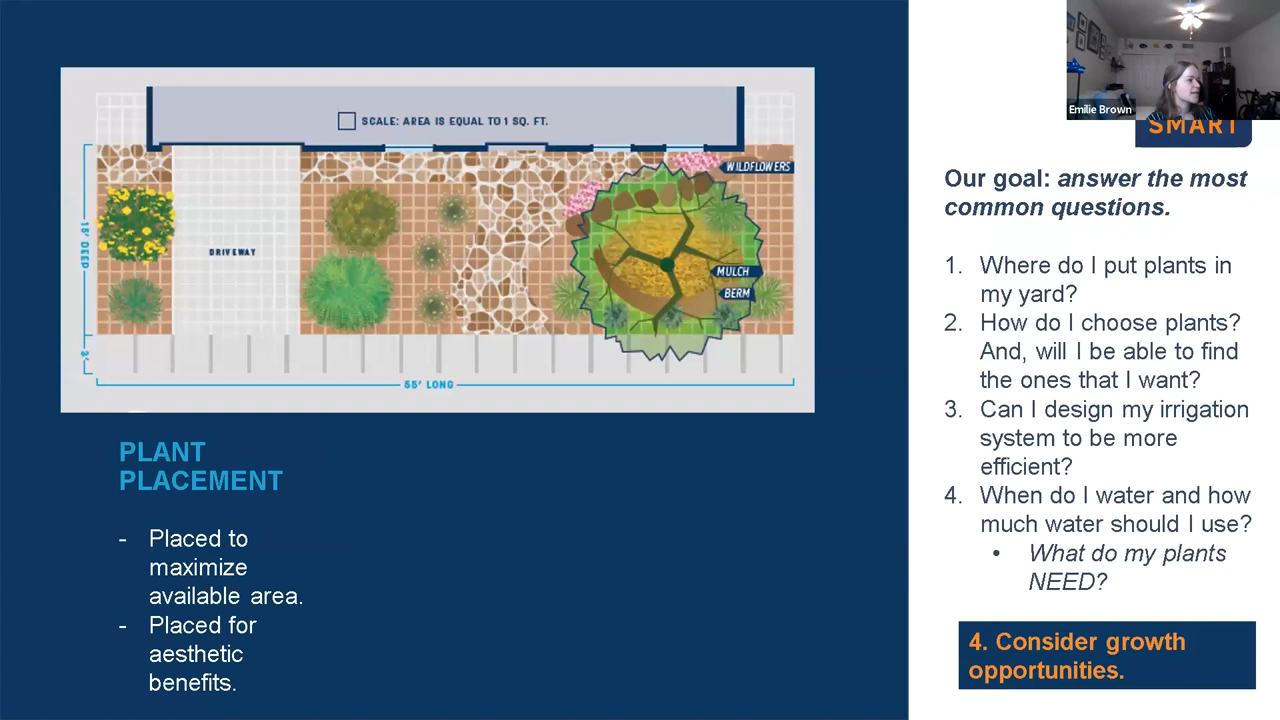 SCALE: AREA IS EQUAL TO 1 SQ. FT.
WILDFLOWERS
15' DEEP
DRIVEWAY
MULCH
BERM
3'
55' LONG
PLANT
PLACEMENT
- Placed to
maximize
available area.
- Placed for
aesthetic
benefits.
Emilie Brown
SMART
Our goal: answer the most
common questions.
1. Where do I put plants in
my yard?
2. How do I choose plants?
And, will I be able to find
the ones that I want?
3. Can I design my irrigation
system to be more
efficient?
4. When do I water and how
much water should I use?
• What do my plants
NEED?
4. Consider growth
opportunities.